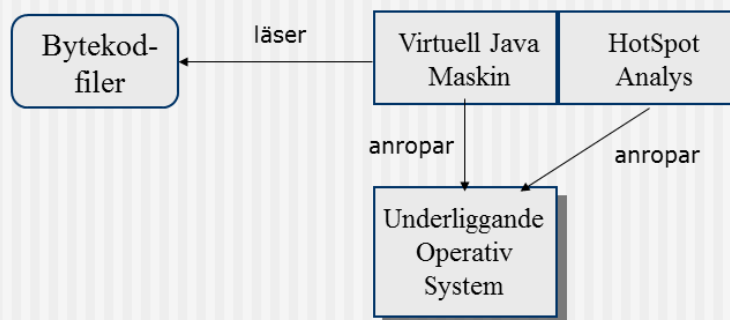 Bytekod-
filer
läser
Virtuell Java
Maskin
HotSpot
Analys
anropar
anropar
Underliggande
Operativ
System